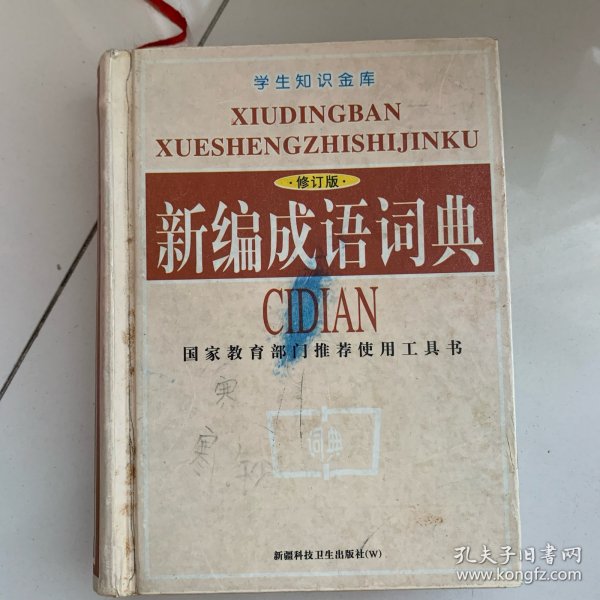 学生知识金库
XIUDINGBAN
XUESHENGZHISHIJINKU
·修订版·
新编成语词典
CIDIAN
国家教育部门推荐使用工具书
词典
新疆科技卫生出版社(W)
孔夫子旧书网
www.kongfz.com